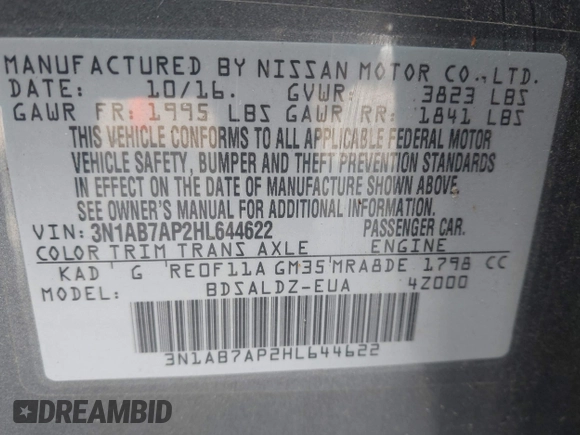 MANUFACTURED BY NISSAN MOTOR CO., LTD.
DATE: 10/16. GVWR: 3823 LBS
GAWR FR: 1995 LBS GAWR RR: 1841 LBS
THIS VEHICLE CONFORMS TO ALL APPLICABLE FEDERAL MOTOR
VEHICLE SAFETY, BUMPER AND THEFT PREVENTION STANDARDS
IN EFFECT ON THE DATE OF MANUFACTURE SHOWN ABOVE.
SEE OWNER'S MANUAL FOR ADDITIONAL INFORMATION.
VIN: 3N1AB7AP2HL644622 PASSENGER CAR.
COLOR TRIM TRANS AXLE ENGINE
KAD G RE0F11A GM35 MRA8DE 1798 CC
MODEL: BDSALDZ-EUA 4Z000
3N1AB7AP2HL644622
DREAMBID